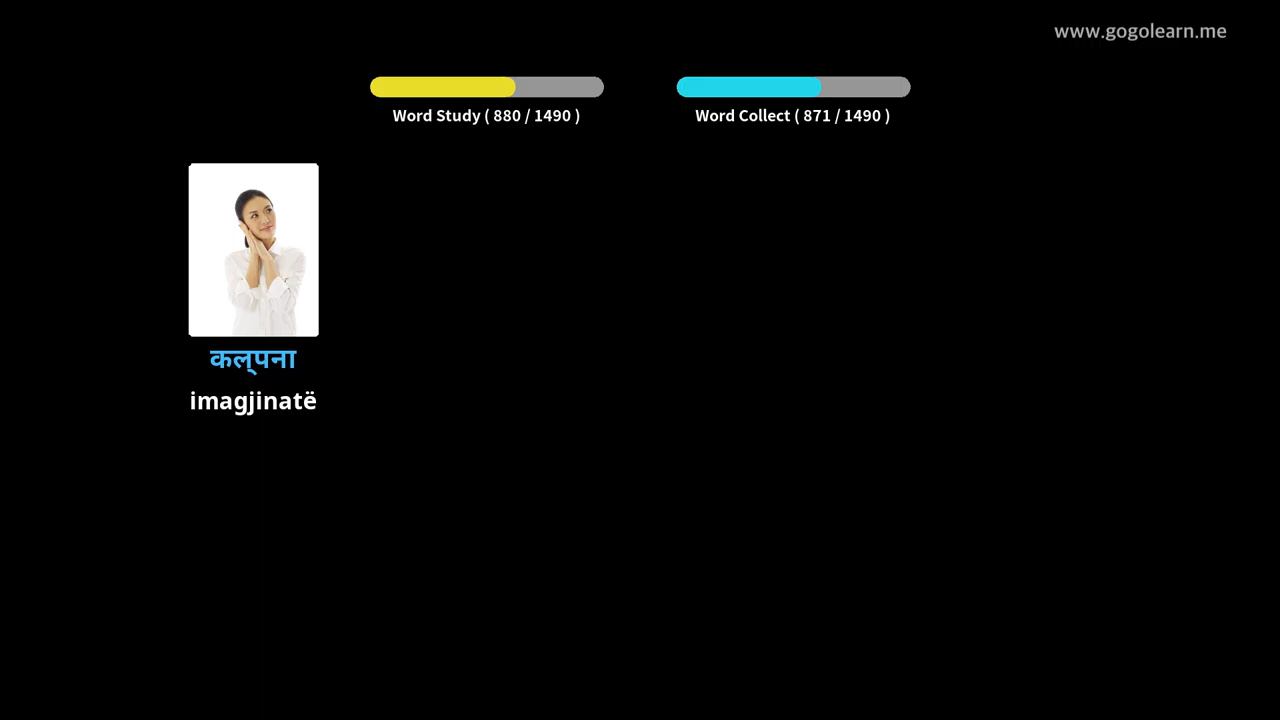 www.gogolearn.me
Word Study ( 880 / 1490 )
Word Collect ( 871 / 1490 )
कल्पना
imagjinatë